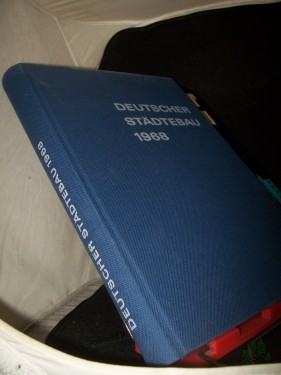 DEUTSCHER
STÄDTEBAU
1968
DEUTSCHER STÄDTEBAU 1968